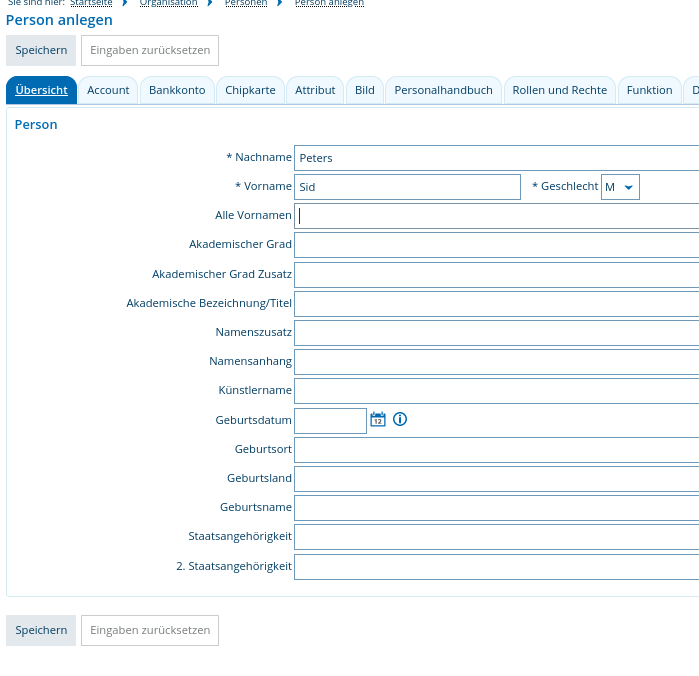 Sie sind hier: Startseite Organisation Personen Person anlegen
Person anlegen
Speichern Eingaben zurücksetzen
Übersicht Account Bankkonto Chipkarte Attribut Bild Personalhandbuch Rollen und Rechte Funktion D
Person
* Nachname Peters
* Vorname Sid * Geschlecht M
Alle Vornamen
Akademischer Grad
Akademischer Grad Zusatz
Akademische Bezeichnung/Titel
Namenszusatz
Namensanhang
Künstlername
Geburtsdatum 12
Geburtsort
Geburtsland
Geburtsname
Staatsangehörigkeit
2. Staatsangehörigkeit
Speichern Eingaben zurücksetzen